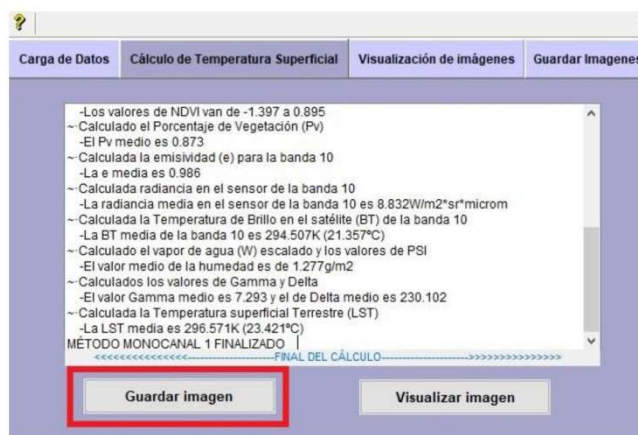 ?
Carga de Datos Cálculo de Temperatura Superficial Visualización de imágenes Guardar Imagenes
-Los valores de NDVI van de -1.397 a 0.895
~-Calculado el Porcentaje de Vegetación (Pv)
-El Pv medio es 0.873
~-Calculada la emisividad (e) para la banda 10
-La e media es 0.986
~-Calculada radiancia en el sensor de la banda 10
-La radiancia media en el sensor de la banda 10 es 8.832W/m2*sr*microm
~-Calculada la Temperatura de Brillo en el satélite (BT) de la banda 10
-La BT media de la banda 10 es 294.507K (21.357ºC)
~-Calculado el vapor de agua (W) escalado y los valores de PSI
-El valor medio de la humedad es de 1.277g/m2
~-Calculados los valores de Gamma y Delta
-El valor Gamma medio es 7.293 y el de Delta medio es 230.102
~-Calculada la Temperatura superficial Terrestre (LST)
-La LST media es 296.571K (23.421ºC)
MÉTODO MONOCANAL 1 FINALIZADO
<<<<<<<<<<<<<<<----------------------FINAL DEL CÁLCULO---------------------->>>>>>>>>>>>>>>
Guardar imagen Visualizar imagen